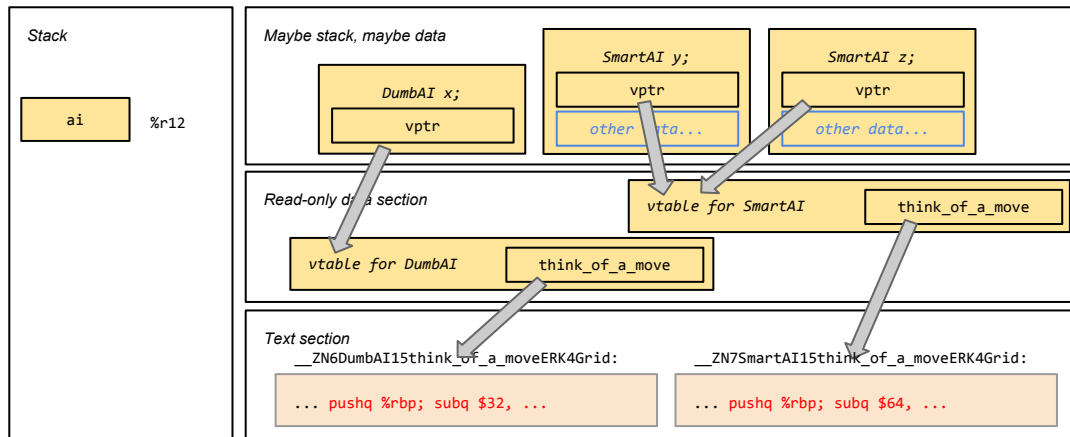 Stack
ai
%r12
Maybe stack, maybe data
DumbAI x;
vptr
SmartAI y;
vptr
other data...
SmartAI z;
vptr
other data...
Read-only data section
vtable for SmartAI
think_of_a_move
vtable for DumbAI
think_of_a_move
Text section
__ZN6DumbAI15think_of_a_moveERK4Grid:
... pushq %rbp; subq $32, ...
__ZN7SmartAI15think_of_a_moveERK4Grid:
... pushq %rbp; subq $64, ...